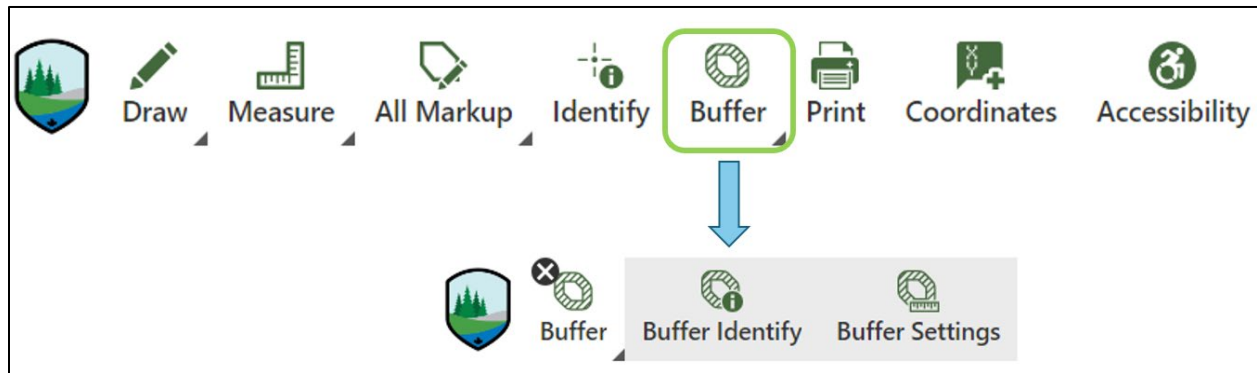 Draw Measure All Markup Identify Buffer Print Coordinates Accessibility
Buffer Buffer Identify Buffer Settings